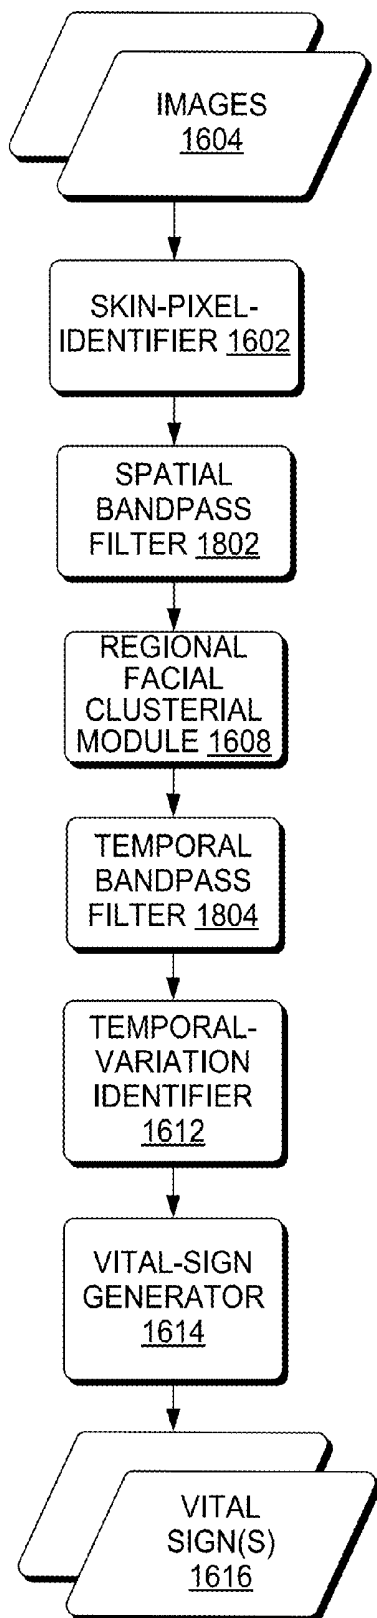 IMAGES
1604
SKIN-PIXEL-
IDENTIFIER 1602
SPATIAL
BANDPASS
FILTER 1802
REGIONAL
FACIAL
CLUSTERIAL
MODULE 1608
TEMPORAL
BANDPASS
FILTER 1804
TEMPORAL-
VARIATION
IDENTIFIER
1612
VITAL-SIGN
GENERATOR
1614
VITAL
SIGN(S)
1616